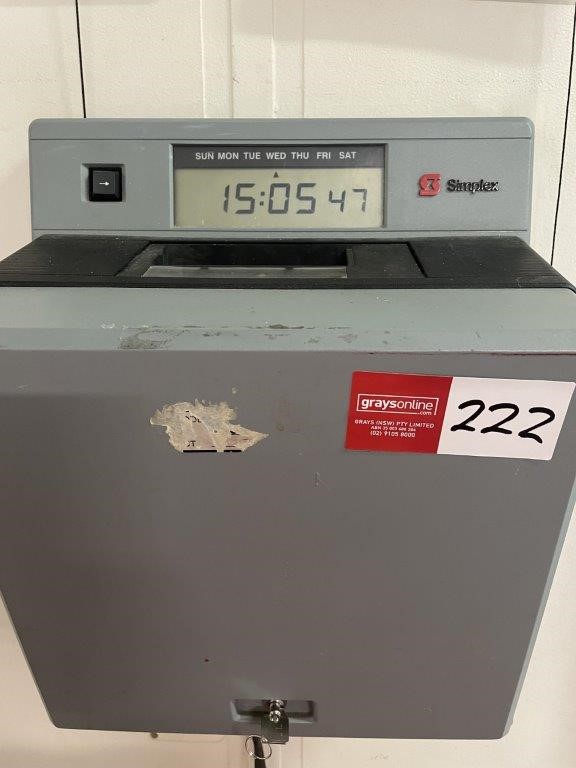 SUN MON TUE WED THU FRI SAT
15:05 47
Simplex
graysonline
.com
GRAYS (NSW) PTY LIMITED
(02) 9105 8000
222